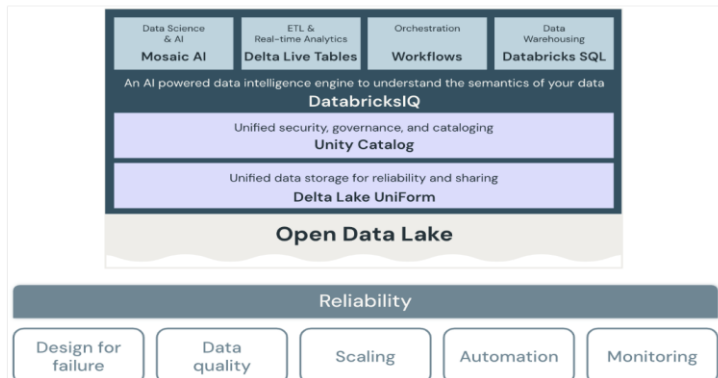 Data Science
& AI
Mosaic AI
ETL &
Real-time Analytics
Delta Live Tables
Orchestration
Workflows
Data
Warehousing
Databricks SQL
An AI powered data intelligence engine to understand the semantics of your data
DatabricksIQ
Unified security, governance, and cataloging
Unity Catalog
Unified data storage for reliability and sharing
Delta Lake UniForm
Open Data Lake
Reliability
Design for
failure
Data
quality
Scaling
Automation
Monitoring